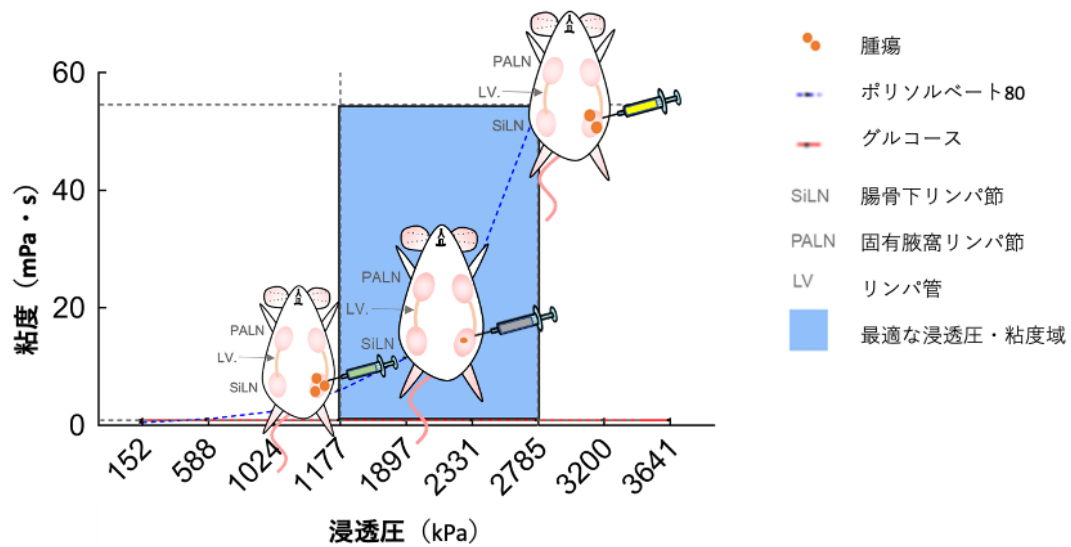 粘度（mPa・s）
60
40
20
0
152
588
1024
1177
1897
2331
2785
3200
3641
浸透圧（kPa）
PALN
LV.
SiLN
PALN
LV.
SiLN
PALN
LV.
SiLN
腫瘍
ポリソルベート80
グルコース
SiLN 腸骨下リンパ節
PALN 固有腋窩リンパ節
LV リンパ管
最適な浸透圧・粘度域